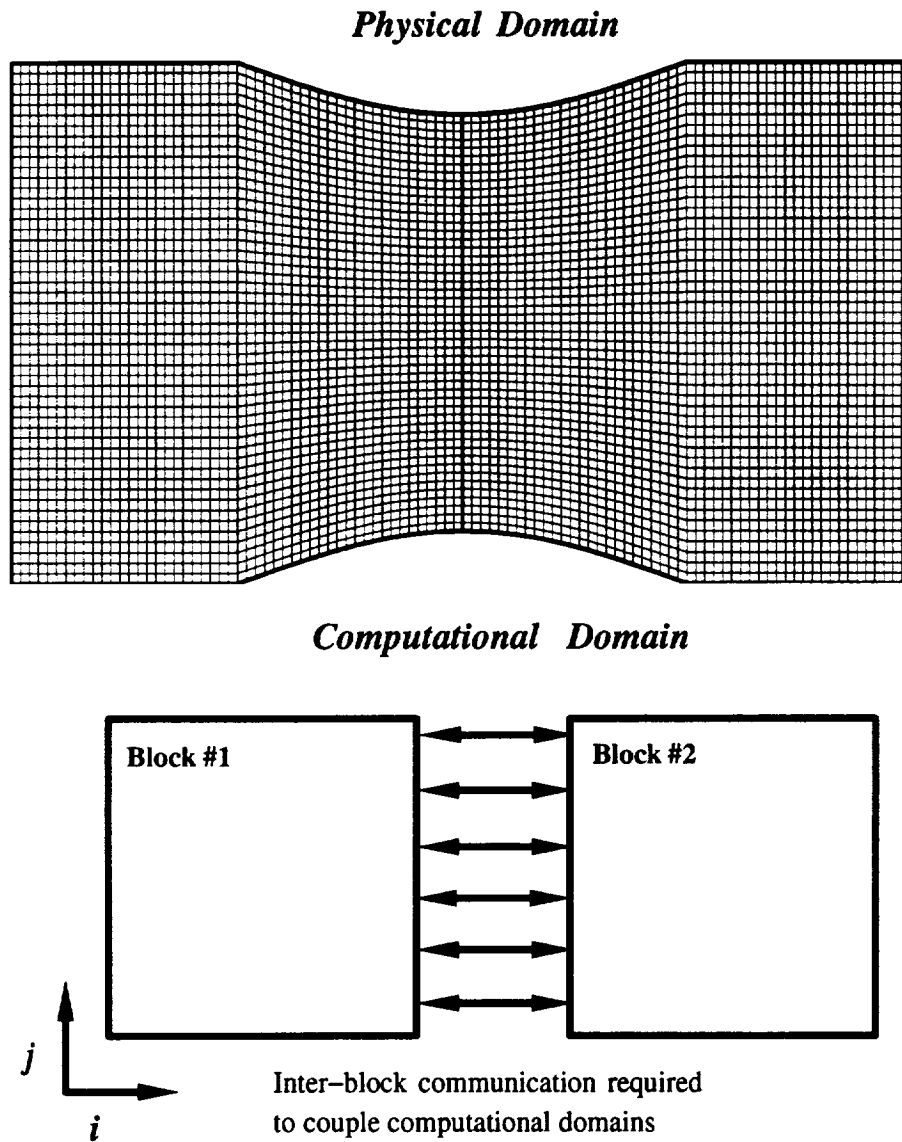 Physical Domain
Computational Domain
Block #1
Block #2
j
i
Inter-block communication required
to couple computational domains